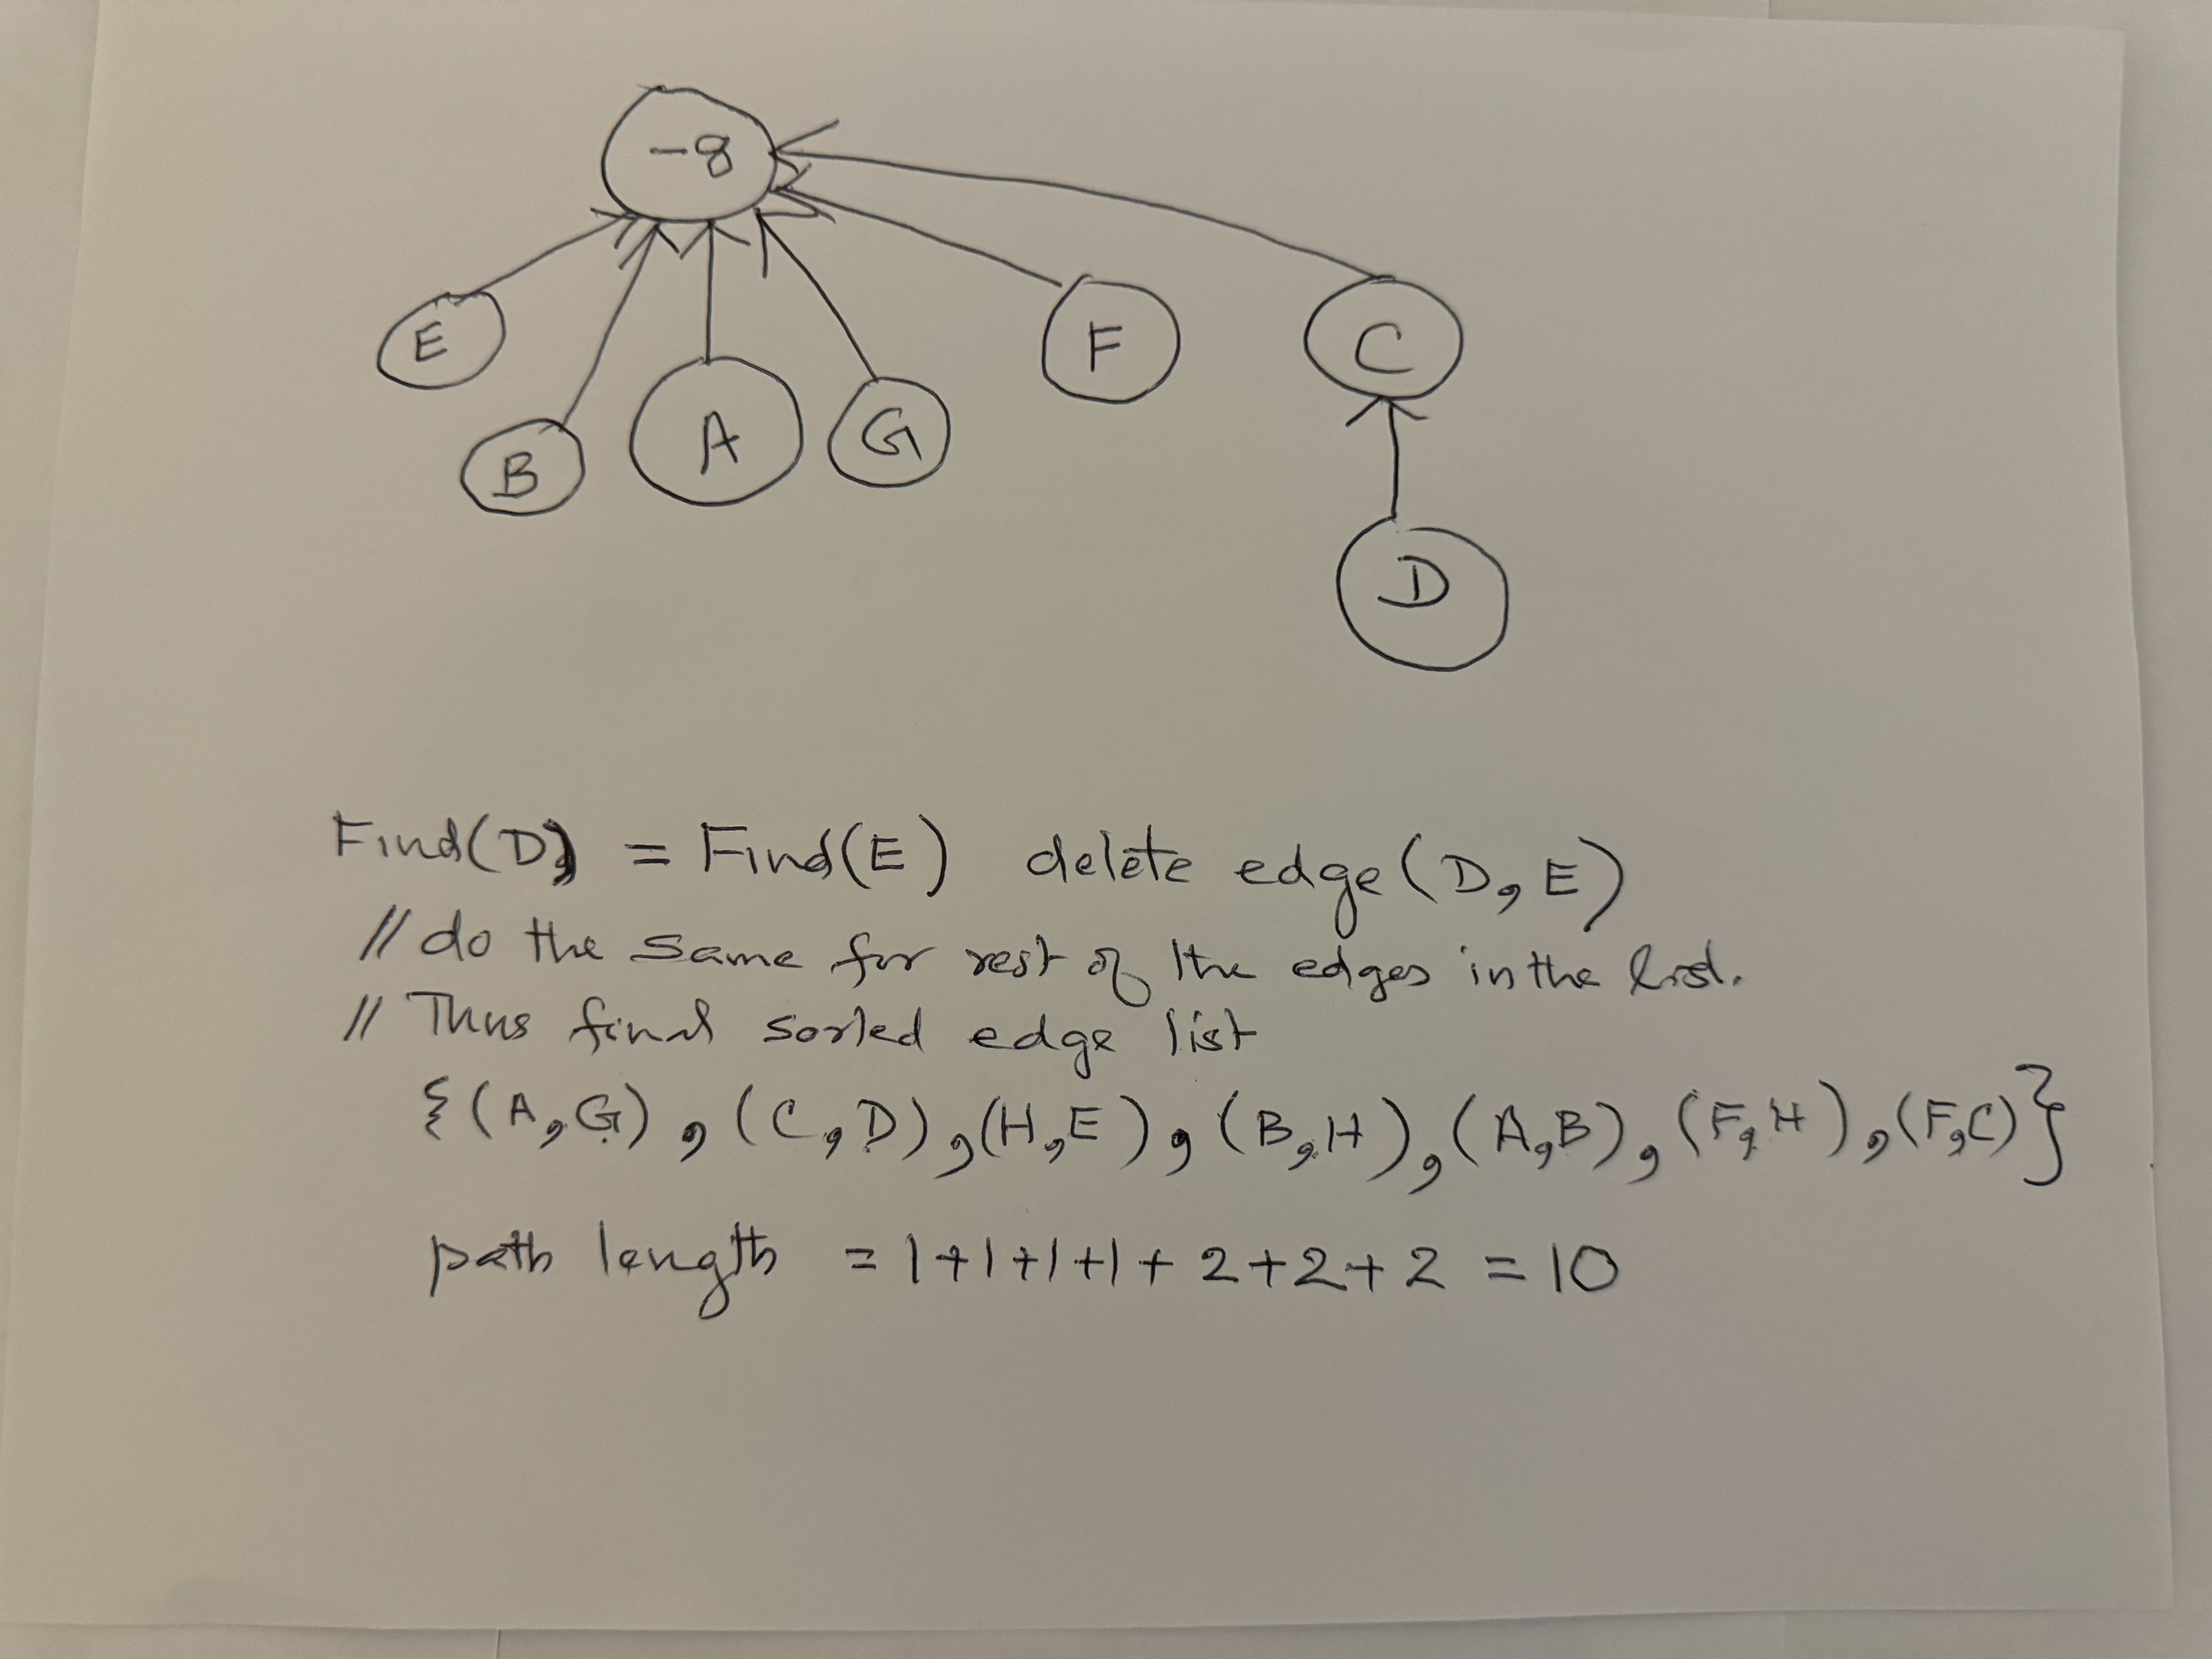 -8
E
B
A
G
F
C
D
Find(D) = Find(E) delete edge(D, E)
// do the same for rest of the edges in the list.
// Thus final sorted edge list
{(A,G), (C,D), (H,E), (B,H), (A,B), (F,H), (F,C)}
path length = 1+1+1+1+2+2+2 = 10